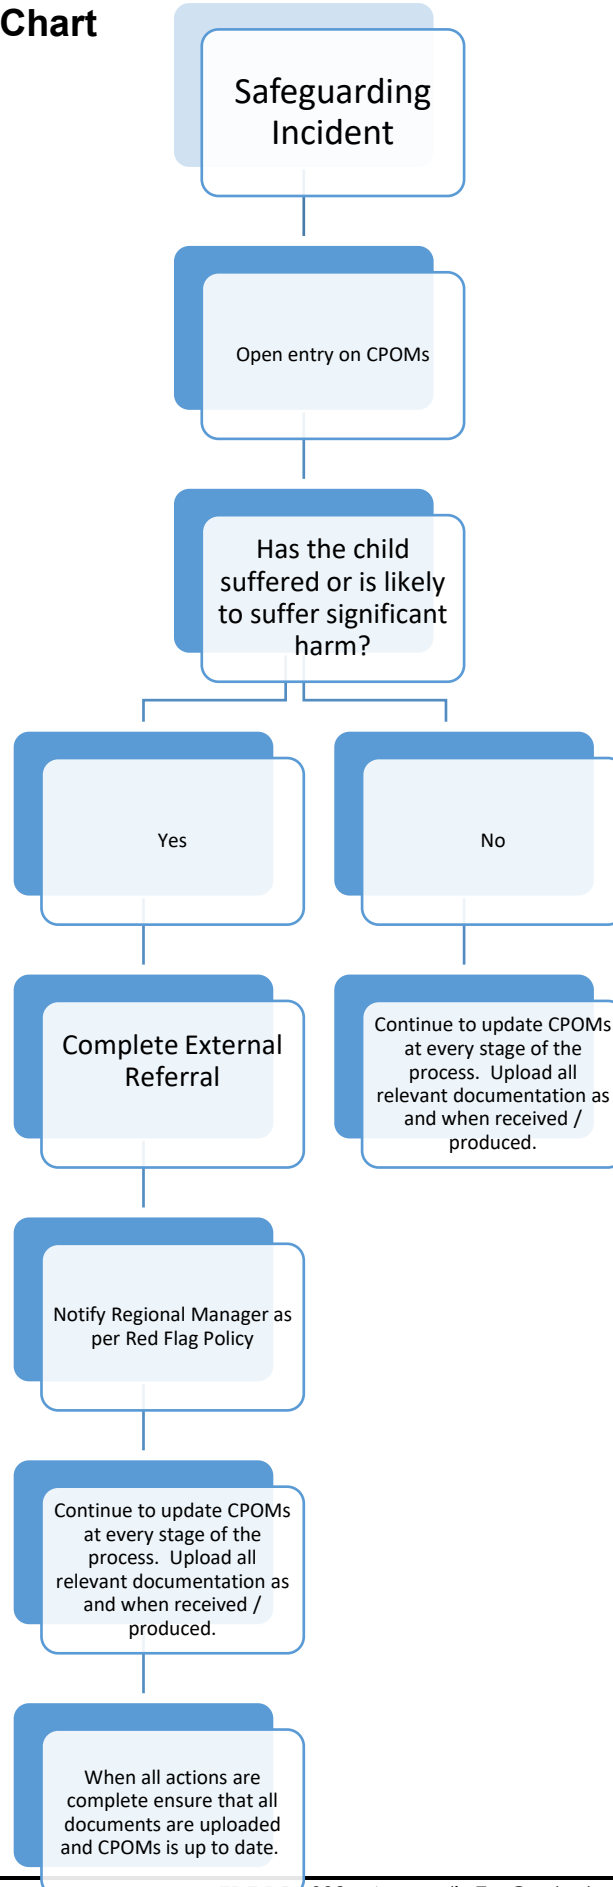 Chart
Safeguarding
Incident
Open entry on CPOMs
Has the child
suffered or is likely
to suffer significant
harm?
Yes
No
Complete External
Referral
Continue to update CPOMs
at every stage of the
process. Upload all
relevant documentation as
and when received /
produced.
Notify Regional Manager as
per Red Flag Policy
Continue to update CPOMs
at every stage of the
process. Upload all
relevant documentation as
and when received /
produced.
When all actions are
complete ensure that all
documents are uploaded
and CPOMs is up to date.